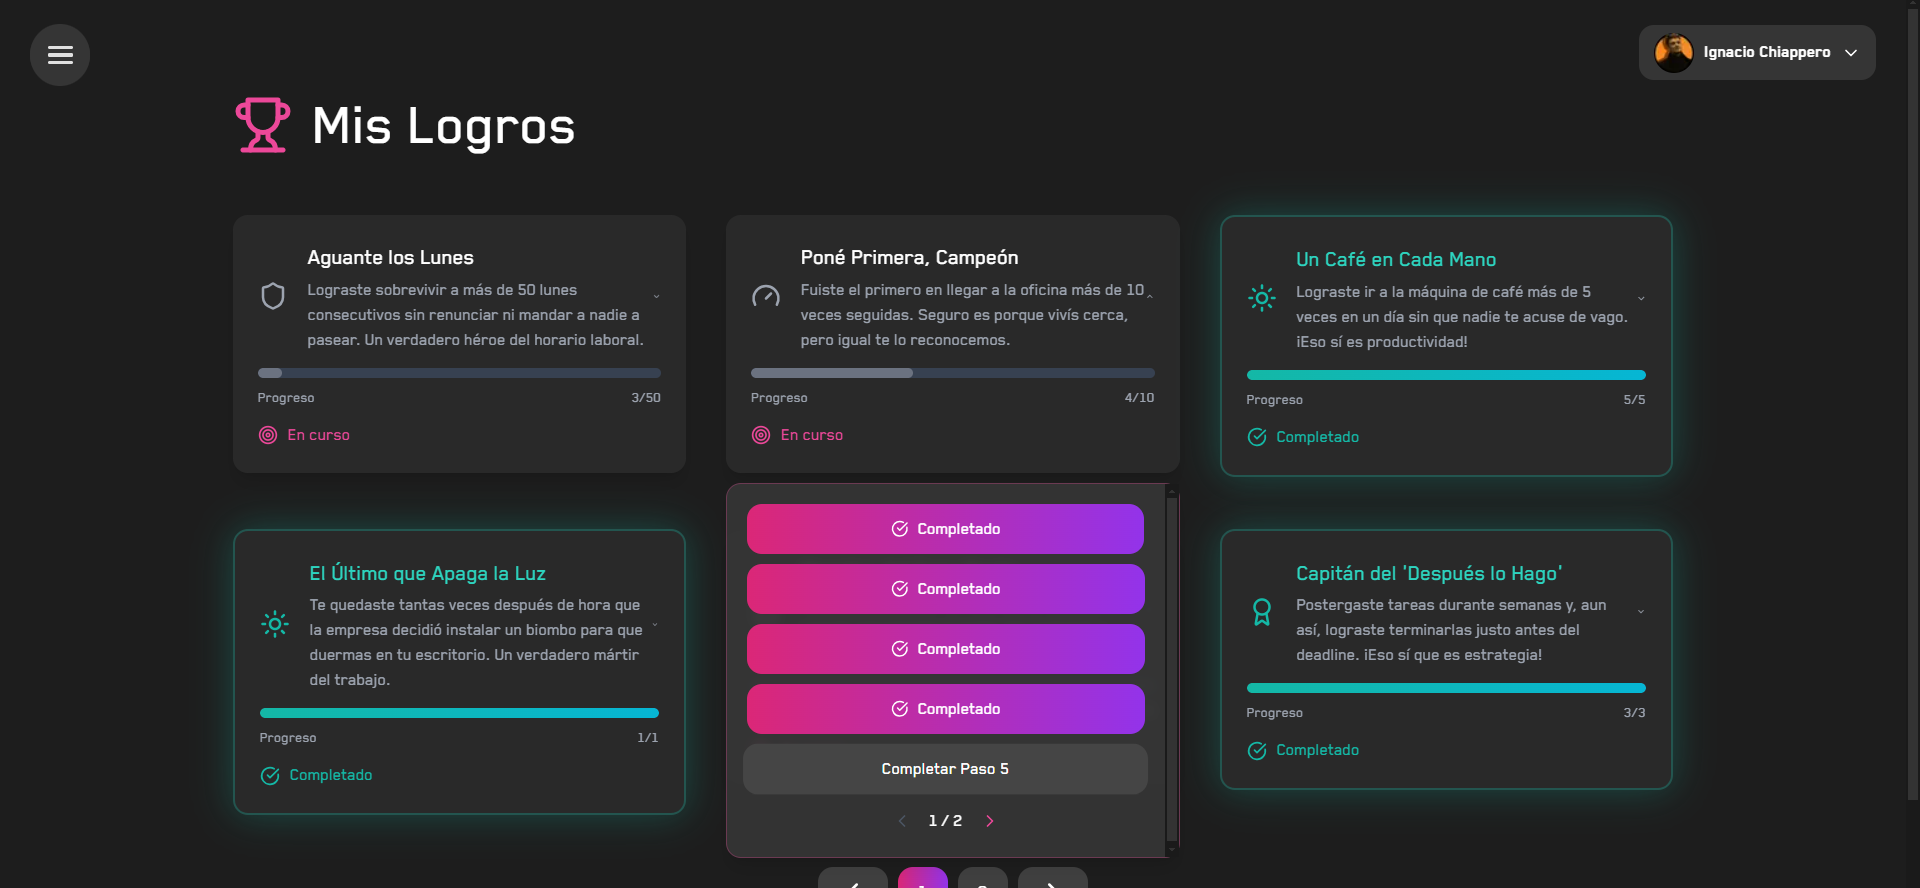 Ignacio Chiappero
Mis Logros
Aguante los Lunes
Lograste sobrevivir a más de 50 lunes
consecutivos sin renunciar ni mandar a nadie a
pasear. Un verdadero héroe del horario laboral.
Progreso 3/50
En curso
Poné Primera, Campeón
Fuiste el primero en llegar a la oficina más de 10
veces seguidas. Seguro es porque vivís cerca,
pero igual te lo reconocemos.
Progreso 4/10
En curso
Un Café en Cada Mano
Lograste ir a la máquina de café más de 5
veces en un día sin que nadie te acuse de vago.
¡Eso sí es productividad!
Progreso 5/5
Completado
El Último que Apaga la Luz
Te quedaste tantas veces después de hora que
la empresa decidió instalar un biombo para que
duermas en tu escritorio. Un verdadero mártir
del trabajo.
Progreso 1/1
Completado
Completado
Completado
Completado
Completado
Completar Paso 5
1 / 2
Capitán del 'Después lo Hago'
Postergaste tareas durante semanas y, aun
así, lograste terminarlas justo antes del
deadline. ¡Eso sí que es estrategia!
Progreso 3/3
Completado